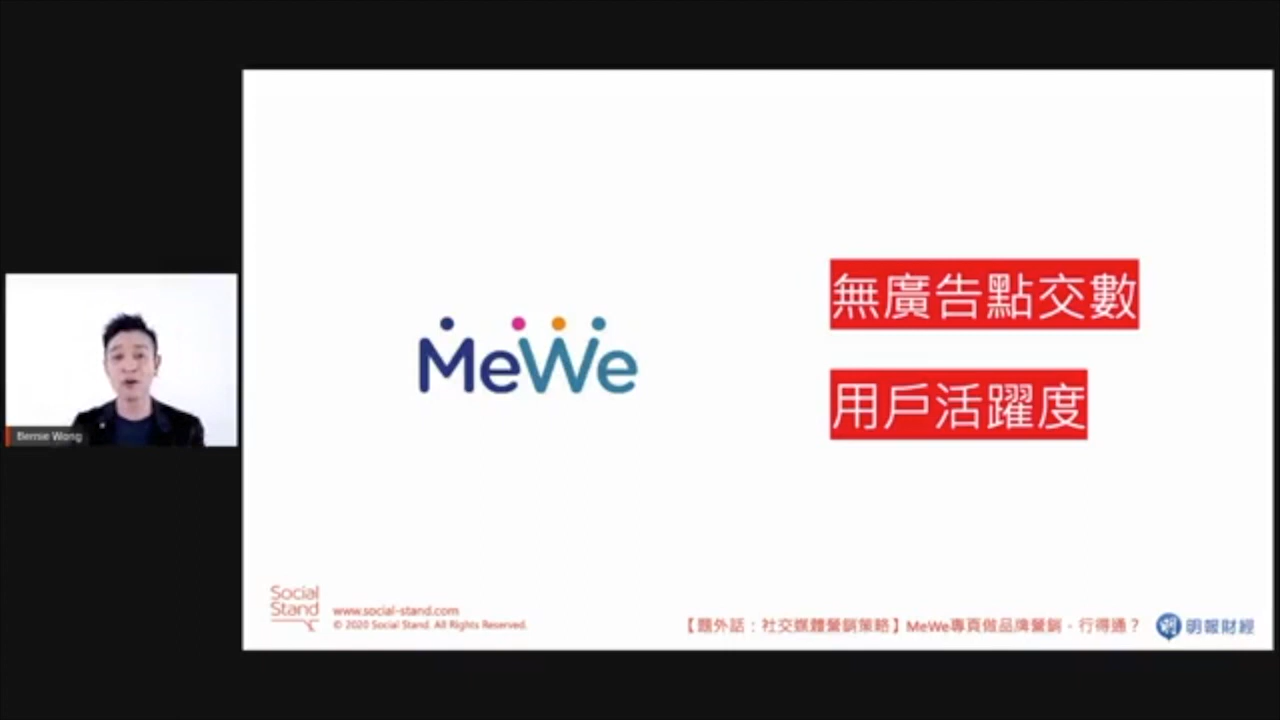 MeWe
無廣告點交數
用戶活躍度
Bernie Wong
Social
Stand
www.social-stand.com
© 2020 Social Stand. All Rights Reserved.
【題外話：社交媒體營銷策略】MeWe專頁做品牌營銷，行得通？
明報財經